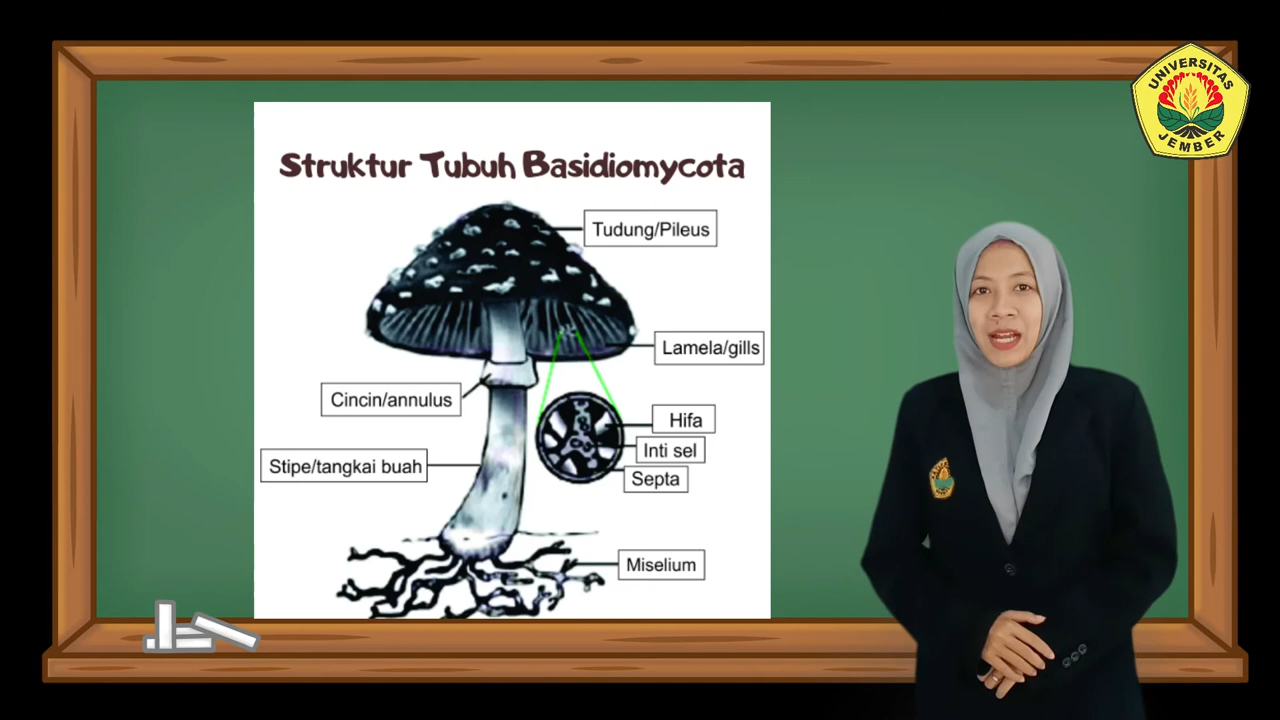 UNIVERSITAS
JEMBER
Struktur Tubuh Basidiomycota
Tudung/Pileus
Lamela/gills
Cincin/annulus
Hifa
Inti sel
Stipe/tangkai buah
Septa
Miselium